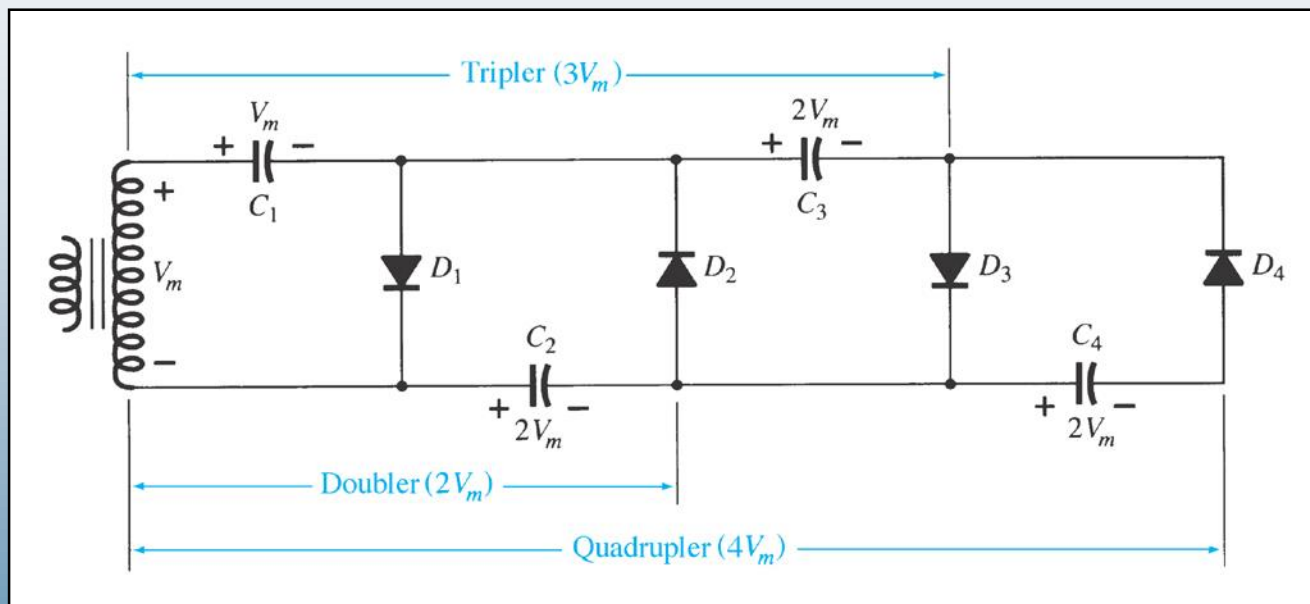 Tripler (3Vm)
Vm
2Vm
+ −
+ −
C1
C3
+
Vm
D1
D2
D3
D4
−
C2
C4
+ −
+ −
2Vm
2Vm
Doubler (2Vm)
Quadrupler (4Vm)